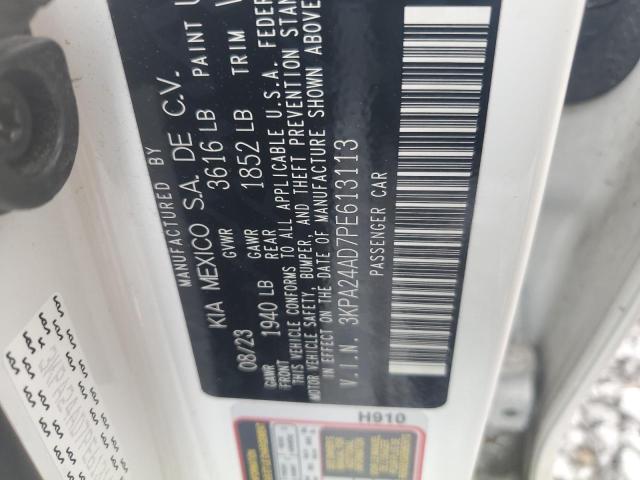 MANUFACTURED BY
KIA MEXICO S.A. DE C.V.
08/23 GVWR 3616 LB PAINT
GAWR 1940 LB GAWR 1852 LB TRIM
FRONT REAR
THIS VEHICLE CONFORMS TO ALL APPLICABLE U.S.A. FEDER
MOTOR VEHICLE SAFETY, BUMPER, AND THEFT PREVENTION STAN
IN EFFECT ON THE DATE OF MANUFACTURE SHOWN ABOVE
V.I.N. 3KPA24AD7PE613113
PASSENGER CAR
H910